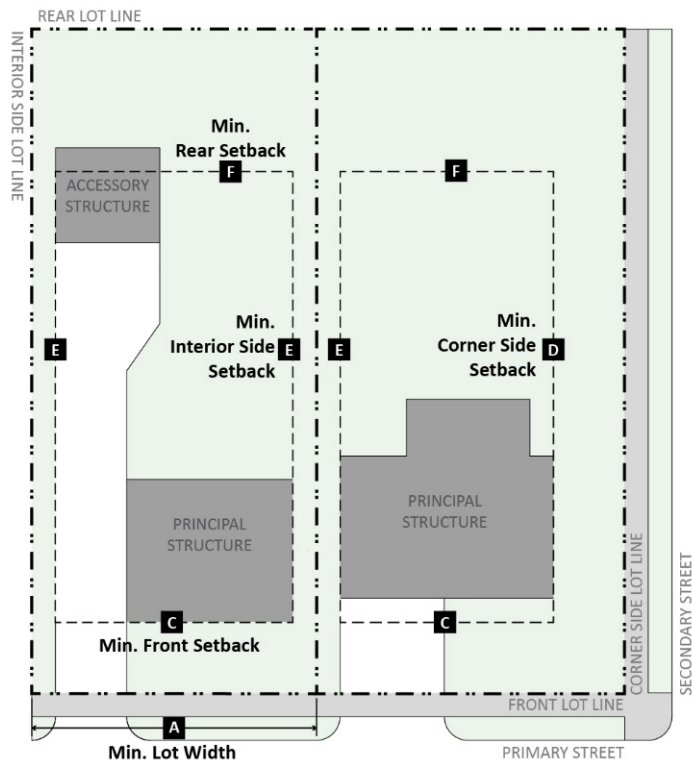 REAR LOT LINE
INTERIOR SIDE LOT LINE
Min.
Rear Setback
F
F
ACCESSORY
STRUCTURE
Min.
Interior Side
Setback
E
E
E
Min.
Corner Side
Setback
D
PRINCIPAL
STRUCTURE
PRINCIPAL
STRUCTURE
C
Min. Front Setback
C
CORNER SIDE LOT LINE
SECONDARY STREET
FRONT LOT LINE
A
Min. Lot Width
PRIMARY STREET